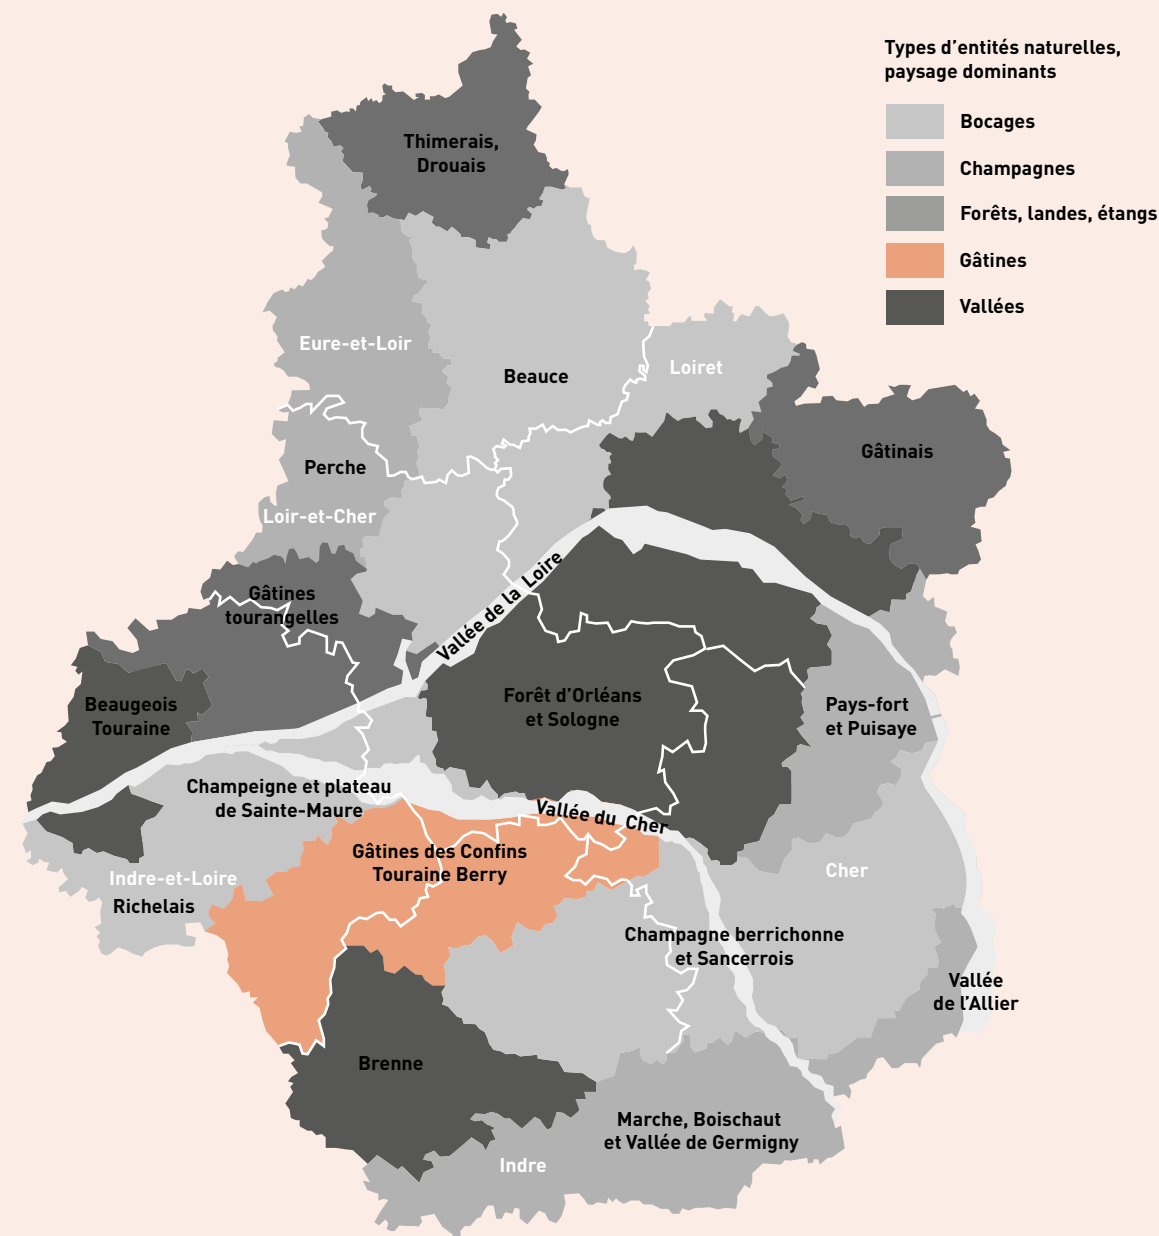 Types d’entités naturelles,
paysage dominants
Bocages
Champagnes
Forêts, landes, étangs
Gâtines
Vallées
Thimerais,
Drouais
Eure-et-Loir
Beauce
Loiret
Gâtinais
Perche
Loir-et-Cher
Gâtines
tourangelles
Vallée de la Loire
Beaugeois
Touraine
Forêt d’Orléans
et Sologne
Pays-fort
et Puisaye
Champeigne et plateau
de Sainte-Maure
Vallée du Cher
Gâtines des Confins
Touraine Berry
Indre-et-Loire
Richelais
Cher
Champagne berrichonne
et Sancerrois
Vallée
de l’Allier
Brenne
Marche, Boischaut
et Vallée de Germigny
Indre